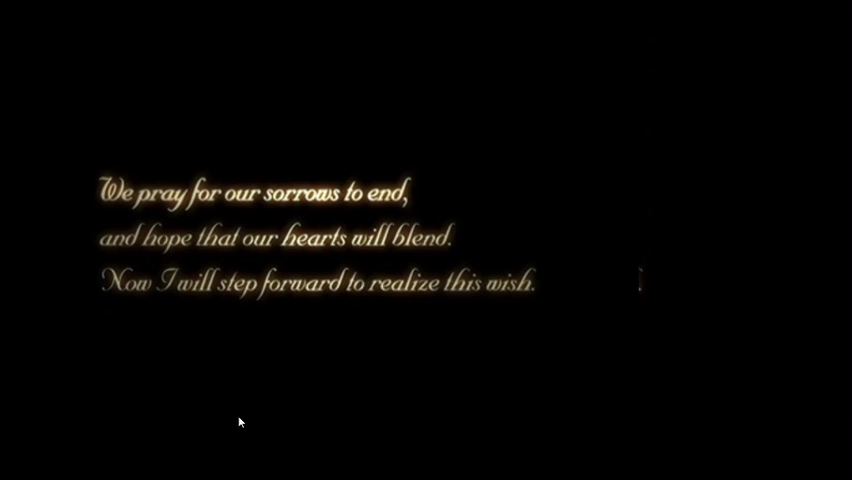 We pray for our sorrows to end,
and hope that our hearts will blend.
Now I will step forward to realize this wish.